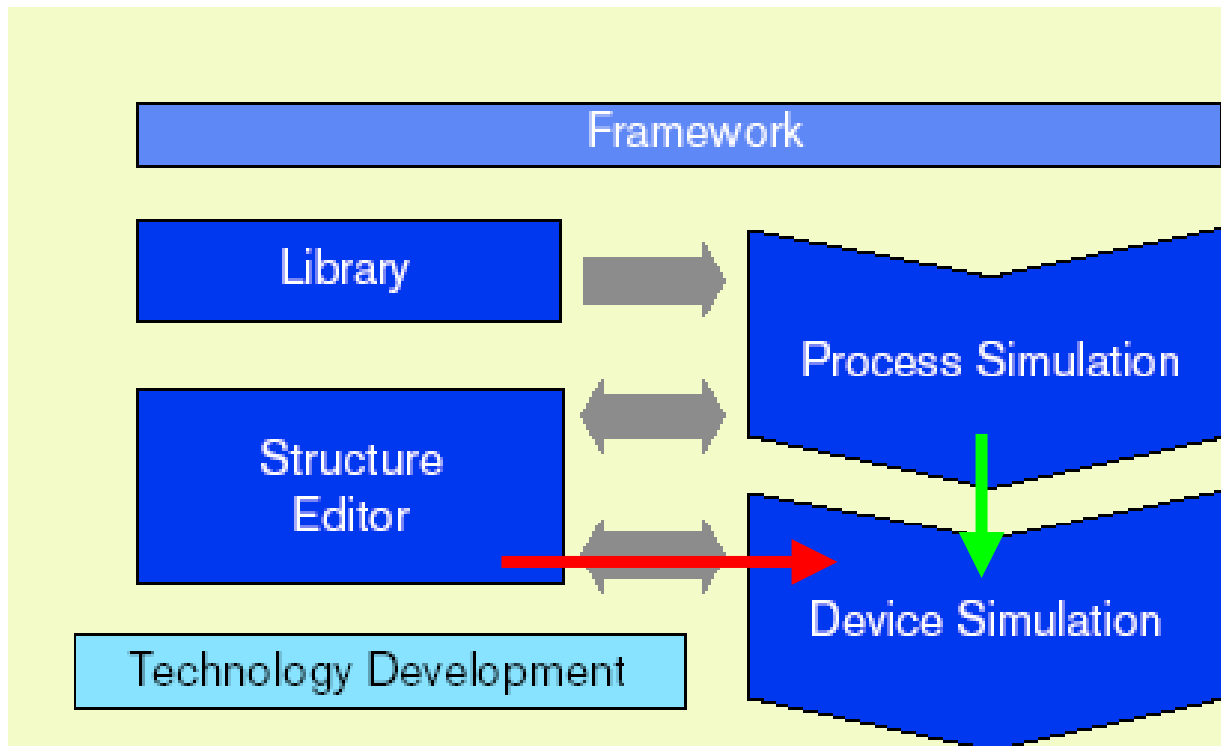 Framework
Library
Process Simulation
Structure
Editor
Device Simulation
Technology Development